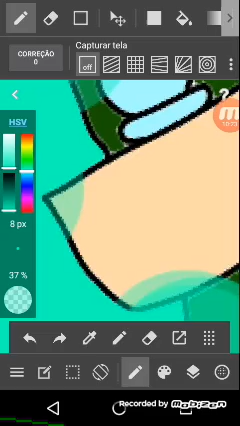 CORREÇÃO
0
Capturar tela
off
?
HSV
8 px
37 %
Recorded by mobizen